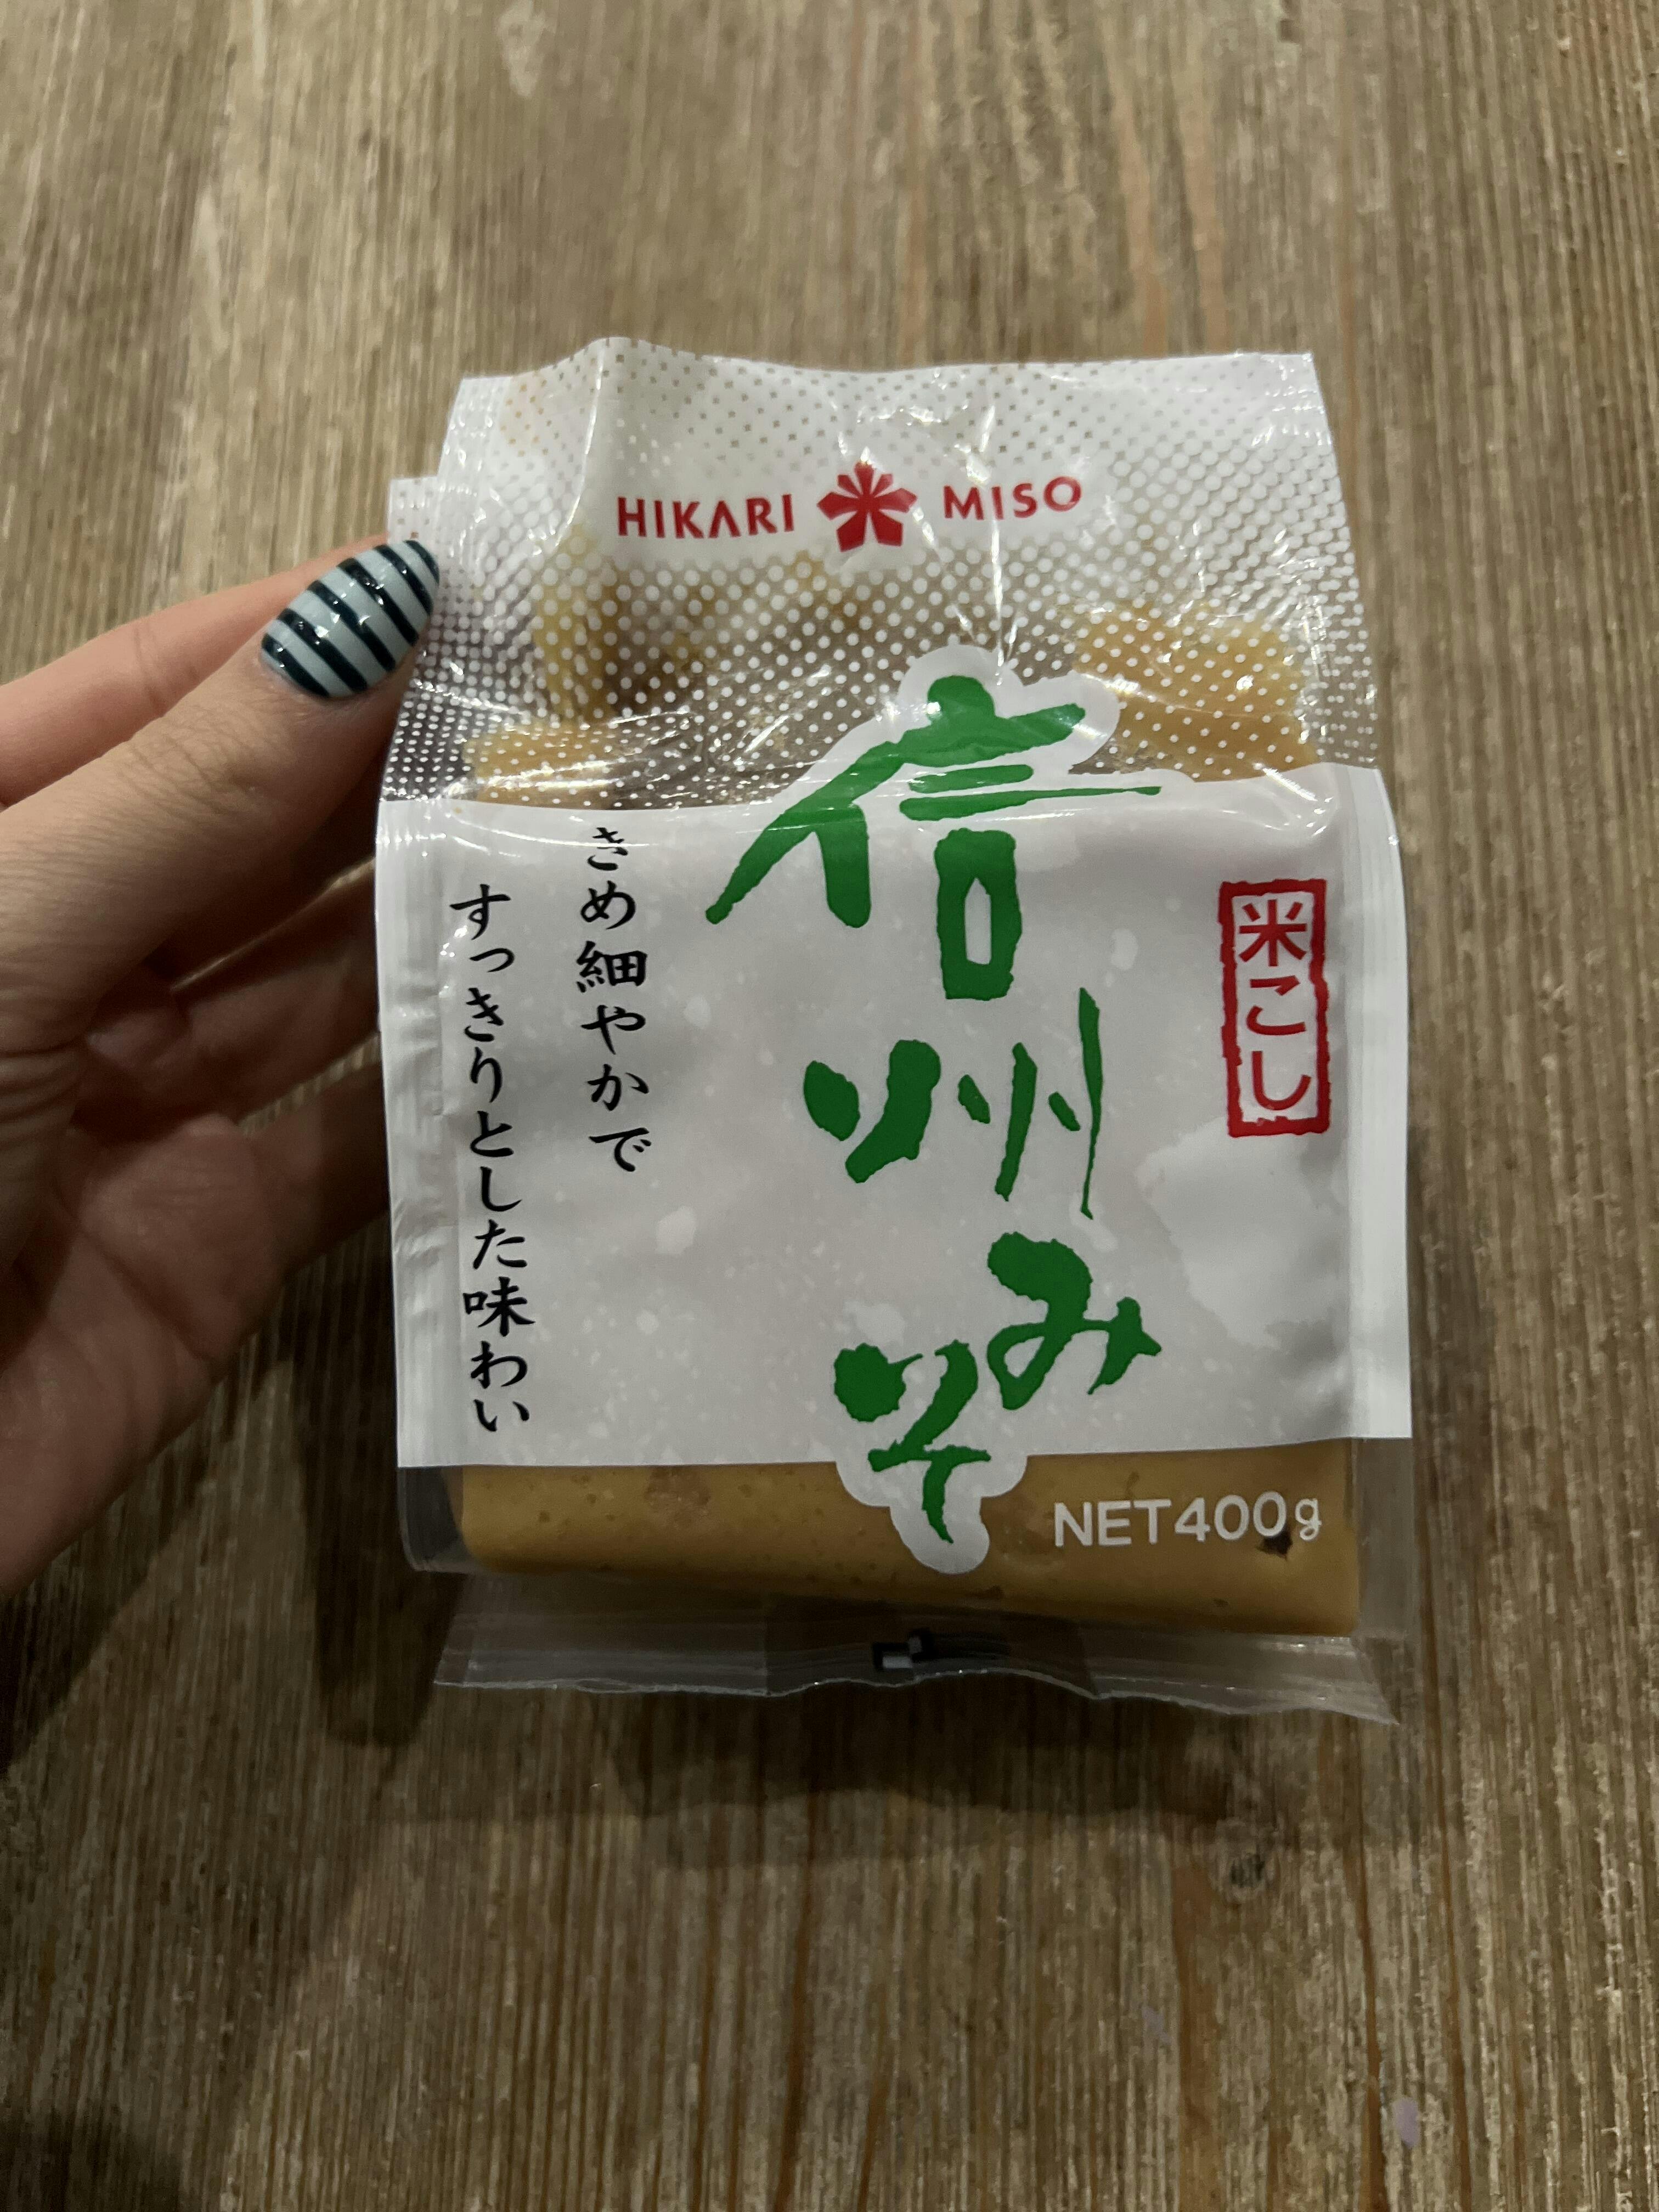 HIKARI MISO
信州みそ
米こし
きめ細やかで
すっきりとした味わい
NET400g